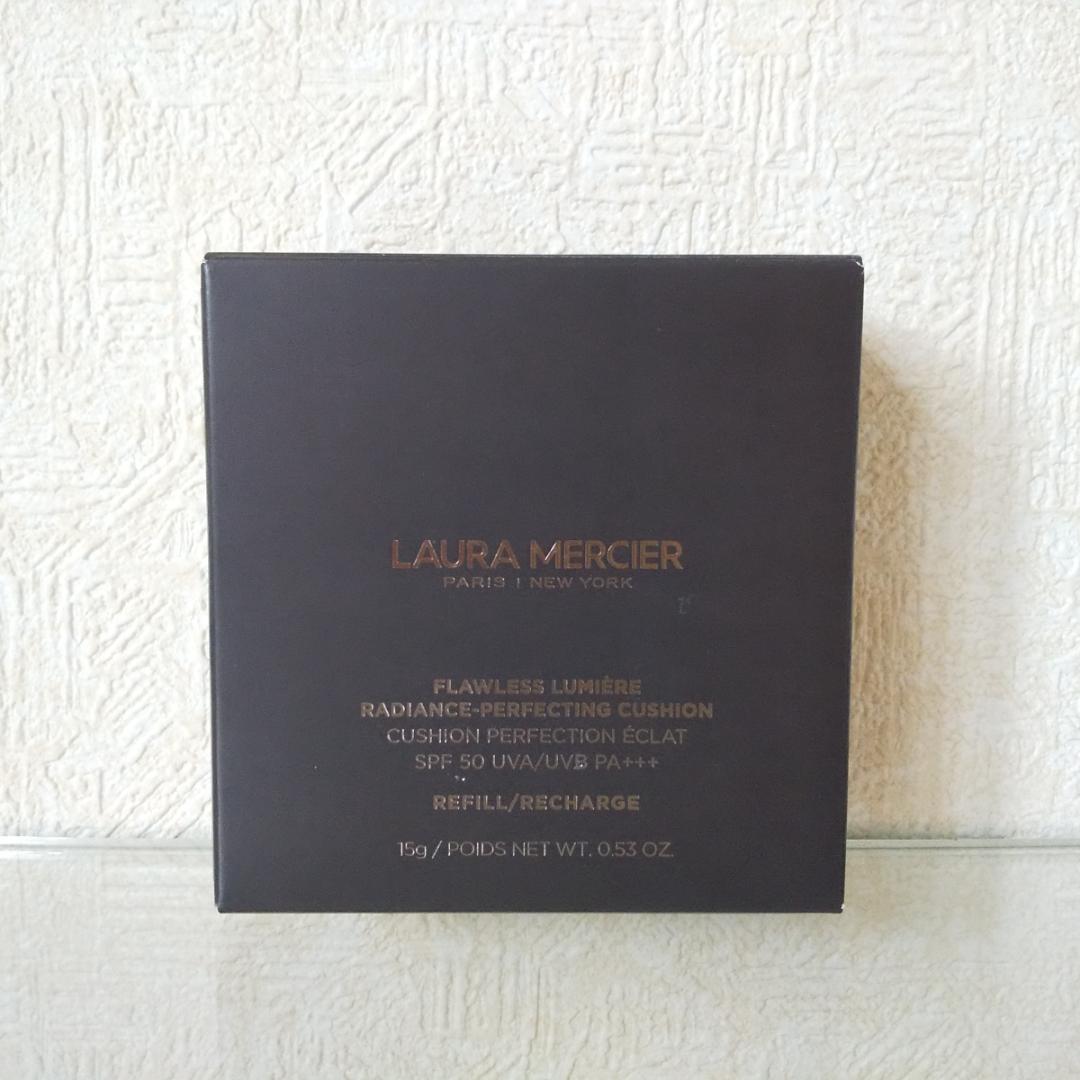 LAURA MERCIER
PARIS | NEW YORK
FLAWLESS LUMIÈRE
RADIANCE-PERFECTING CUSHION
CUSHION PERFECTION ÉCLAT
SPF 50 UVA/UVB PA+++
REFILL/RECHARGE
15g / POIDS NET WT. 0.53 OZ.